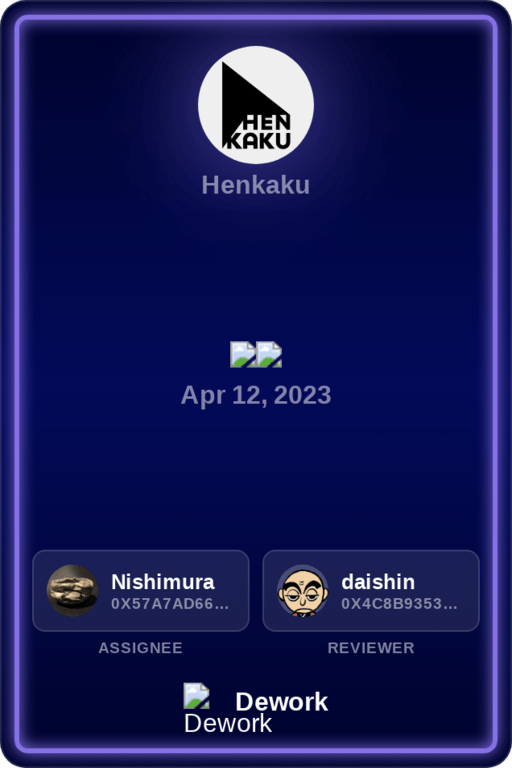 HEN
KAKU
Henkaku
Apr 12, 2023
Nishimura
0X57A7AD66...
ASSIGNEE
daishin
0X4C8B9353...
REVIEWER
Dework
Dework